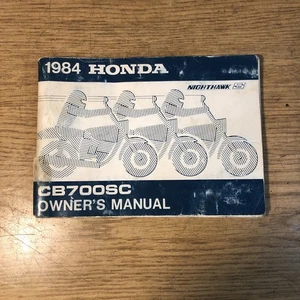 1984 HONDA
NIGHTHAWK S
CB700SC
OWNER'S MANUAL